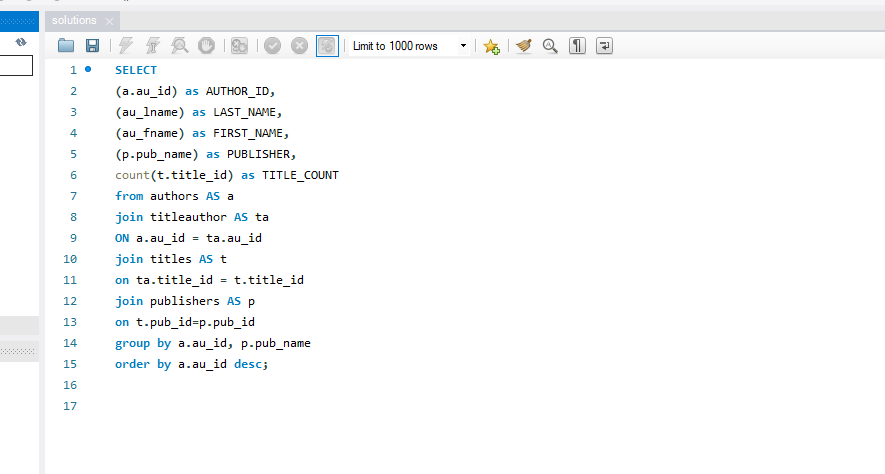 solutions
Limit to 1000 rows
1 SELECT
2 (a.au_id) as AUTHOR_ID,
3 (au_lname) as LAST_NAME,
4 (au_fname) as FIRST_NAME,
5 (p.pub_name) as PUBLISHER,
6 count(t.title_id) as TITLE_COUNT
7 from authors AS a
8 join titleauthor AS ta
9 ON a.au_id = ta.au_id
10 join titles AS t
11 on ta.title_id = t.title_id
12 join publishers AS p
13 on t.pub_id=p.pub_id
14 group by a.au_id, p.pub_name
15 order by a.au_id desc;
16
17